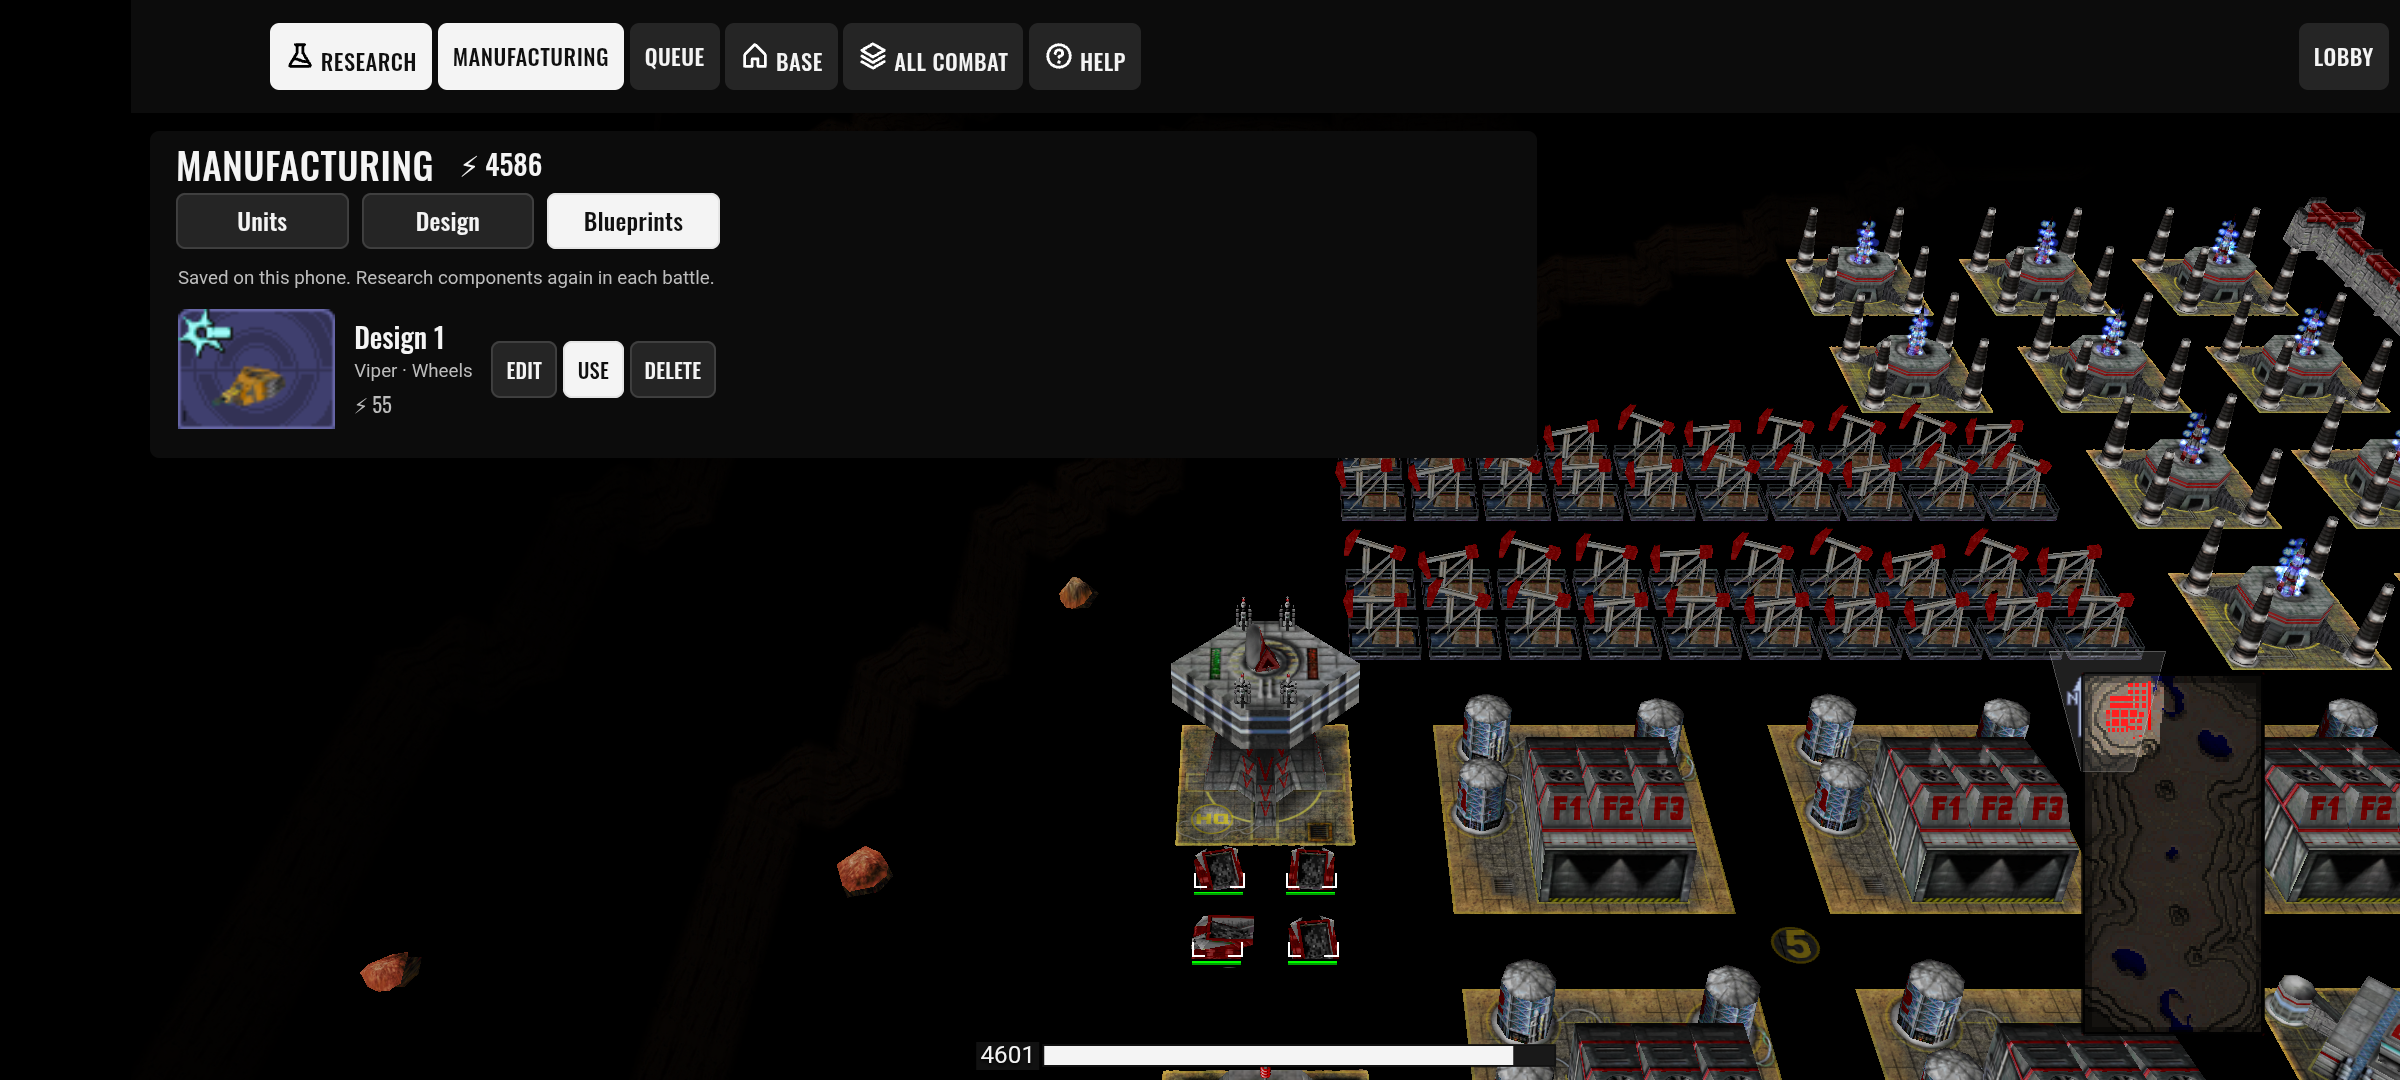 RESEARCH
MANUFACTURING
QUEUE
BASE
ALL COMBAT
HELP
LOBBY
MANUFACTURING ⚡ 4586
Units
Design
Blueprints
Saved on this phone. Research components again in each battle.
Design 1
Viper · Wheels
⚡ 55
EDIT
USE
DELETE
N
HQ
F1 F2 F3
F1 F2 F3
F1 F2
5
4601